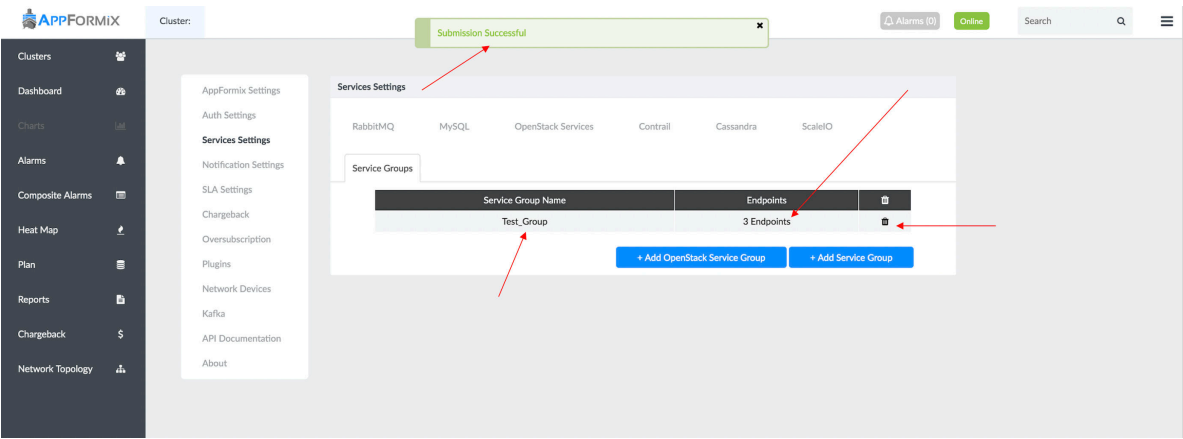 APPFORMIX
Cluster:
Submission Successful
Alarms (0)
Online
Search
Clusters
Dashboard
Charts
Alarms
Composite Alarms
Heat Map
Plan
Reports
Chargeback
Network Topology
AppFormix Settings
Auth Settings
Services Settings
Notification Settings
SLA Settings
Chargeback
Oversubscription
Plugins
Network Devices
Kafka
API Documentation
About
Services Settings
RabbitMQ MySQL OpenStack Services Contrail Cassandra ScaleIO
Service Groups
Service Group Name Endpoints
Test_Group 3 Endpoints
+ Add OpenStack Service Group + Add Service Group